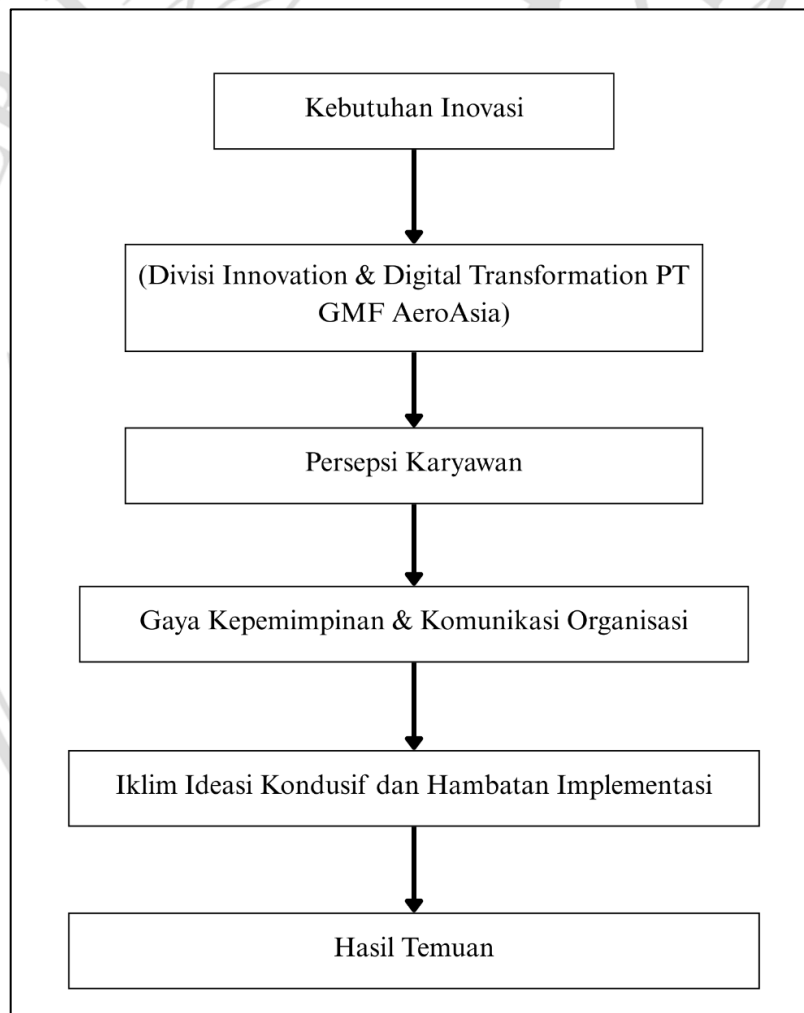 Kebutuhan Inovasi
(Divisi Innovation & Digital Transformation PT
GMF AeroAsia)
Persepsi Karyawan
Gaya Kepemimpinan & Komunikasi Organisasi
Iklim Ideasi Kondusif dan Hambatan Implementasi
Hasil Temuan